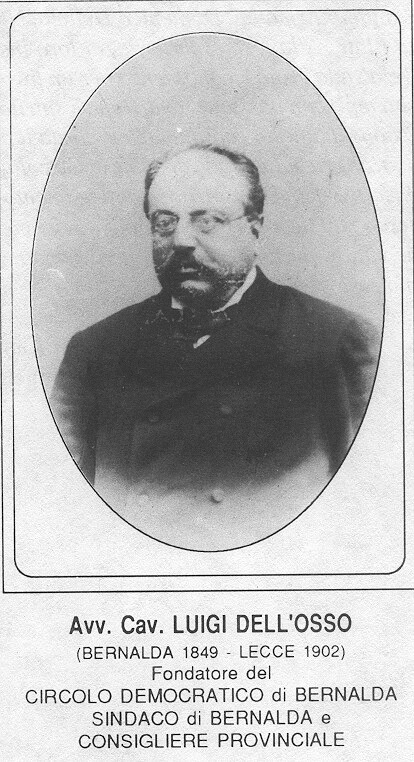 Avv. Cav. LUIGI DELL'OSSO
(BERNALDA 1849 - LECCE 1902)
Fondatore del
CIRCOLO DEMOCRATICO di BERNALDA
SINDACO di BERNALDA e
CONSIGLIERE PROVINCIALE